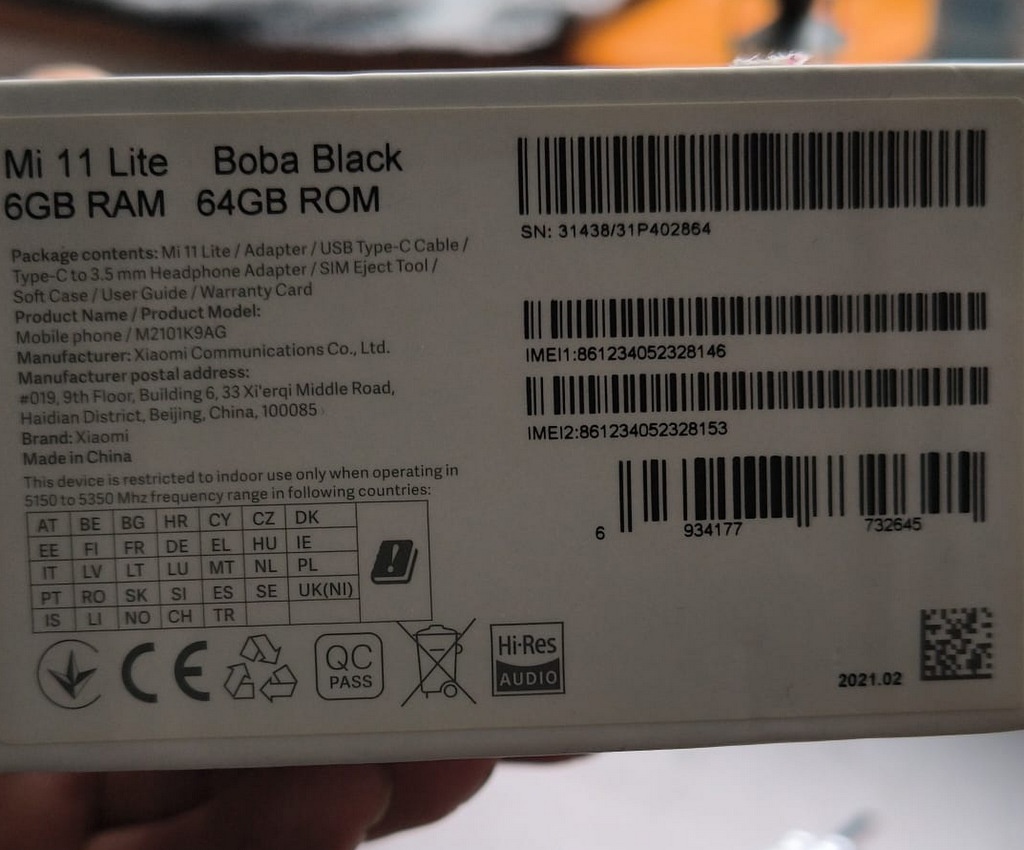 Mi 11 Lite Boba Black
6GB RAM 64GB ROM
Package contents: Mi 11 Lite / Adapter / USB Type-C Cable /
Type-C to 3.5 mm Headphone Adapter / SIM Eject Tool /
Soft Case / User Guide / Warranty Card
Product Name / Product Model:
Mobile phone / M2101K9AG
Manufacturer: Xiaomi Communications Co., Ltd.
Manufacturer postal address:
#019, 9th Floor, Building 6, 33 Xi'erqi Middle Road,
Haidian District, Beijing, China, 100085
Brand: Xiaomi
Made in China
This device is restricted to indoor use only when operating in
5150 to 5350 Mhz frequency range in following countries:
AT BE BG HR CY CZ DK
EE FI FR DE EL HU IE
IT LV LT LU MT NL PL
PT RO SK SI ES SE UK(NI)
IS LI NO CH TR
CE
QC
PASS
Hi-Res
AUDIO
SN: 31438/31P402864
IMEI1:861234052328146
IMEI2:861234052328153
6 934177 732645
2021.02